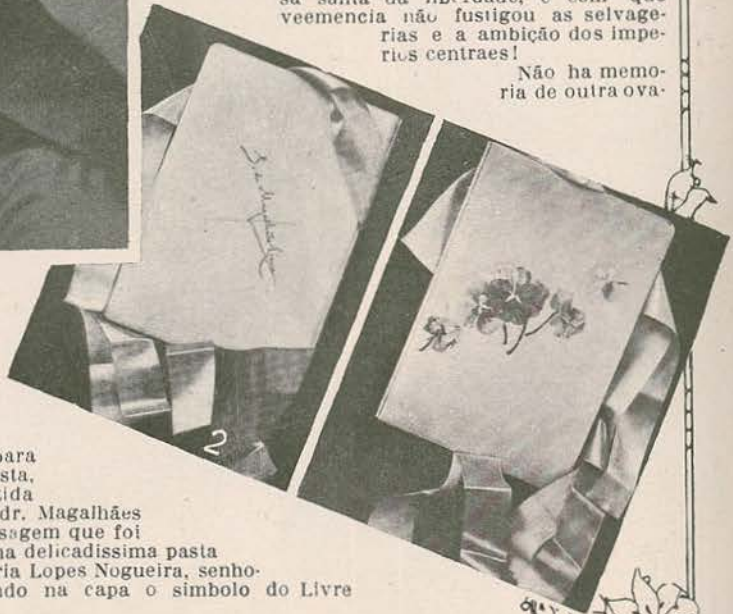 santa da liberdade, e com que
veemencia não fustigou as selvage-
rias e a ambição dos impe-
rios centraes!
Não ha memo-
ria de outra ova-
2
para
sta,
ida
dr. Magalhães
sagem que foi
na delicadissima pasta
ria Lopes Nogueira, senho-
ndo na capa o simbolo do Livre